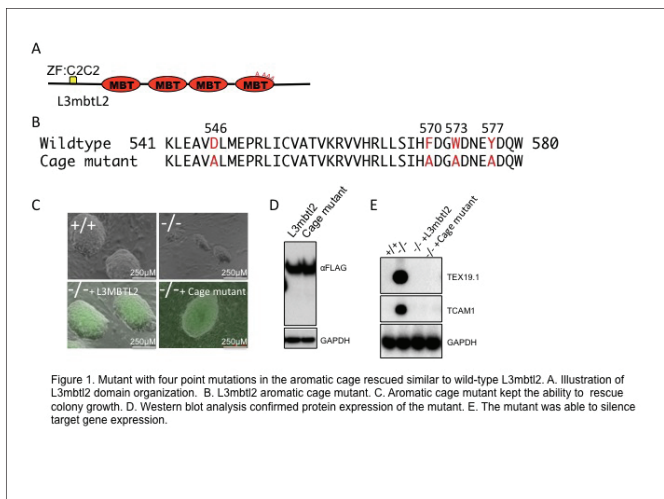 A
ZF:C2C2
MBT MBT MBT MBT
L3mbtL2
B
546 570 573 577
Wildtype 541 KLEAVDLMEPRLICVATVKRVVHRLLSIHFDGWDNEYDQW 580
Cage mutant KLEAVALMEPRLICVATVKRVVHRLLSIHADGADNEADQW
C
+/+ -/-
250µM 250µM
-/-+ L3MBTL2 -/-+ Cage mutant
250µM 250µM
D
L3mbtl2
Cage mutant
αFLAG
GAPDH
E
+/+
-/-
-/- +L3mbtl2
-/- +Cage mutant
TEX19.1
TCAM1
GAPDH
Figure 1. Mutant with four point mutations in the aromatic cage rescued similar to wild-type L3mbtl2. A. Illustration of
L3mbtl2 domain organization. B. L3mbtl2 aromatic cage mutant. C. Aromatic cage mutant kept the ability to rescue
colony growth. D. Western blot analysis confirmed protein expression of the mutant. E. The mutant was able to silence
target gene expression.